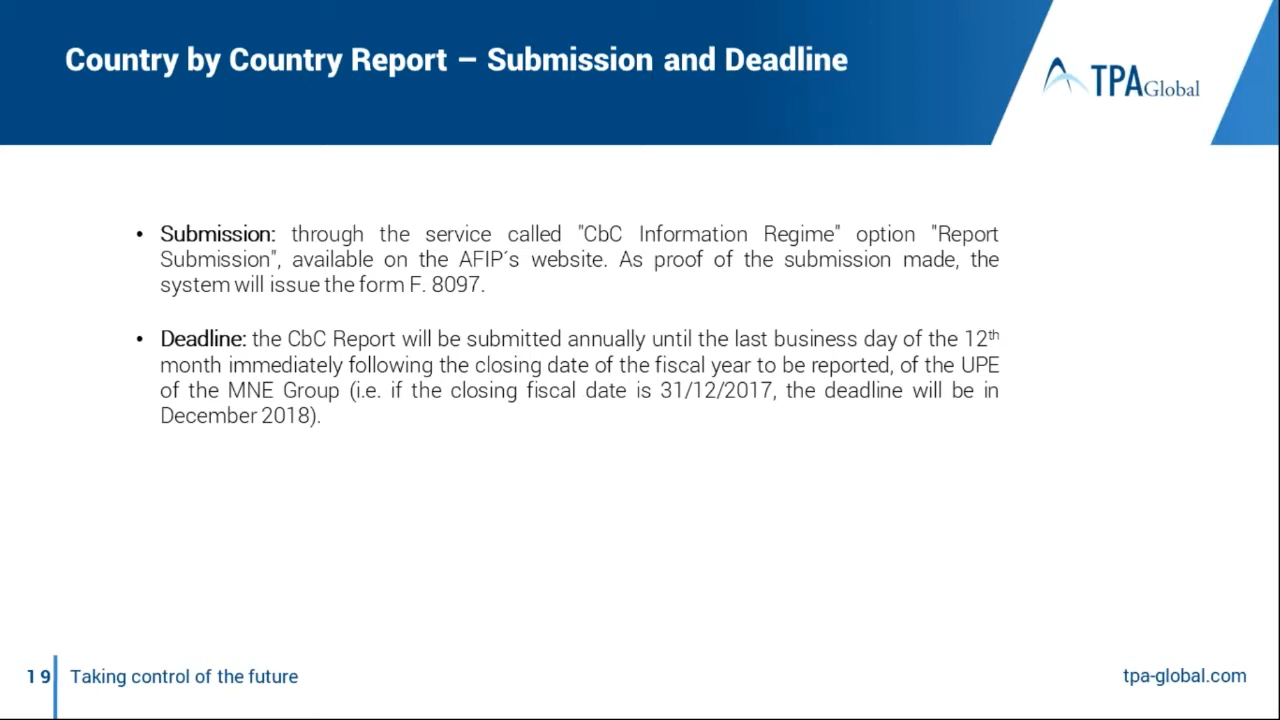 Country by Country Report – Submission and Deadline
TPAGlobal
• Submission: through the service called "CbC Information Regime" option "Report
Submission", available on the AFIP´s website. As proof of the submission made, the
system will issue the form F. 8097.
• Deadline: the CbC Report will be submitted annually until the last business day of the 12th
month immediately following the closing date of the fiscal year to be reported, of the UPE
of the MNE Group (i.e. if the closing fiscal date is 31/12/2017, the deadline will be in
December 2018).
19 Taking control of the future
tpa-global.com